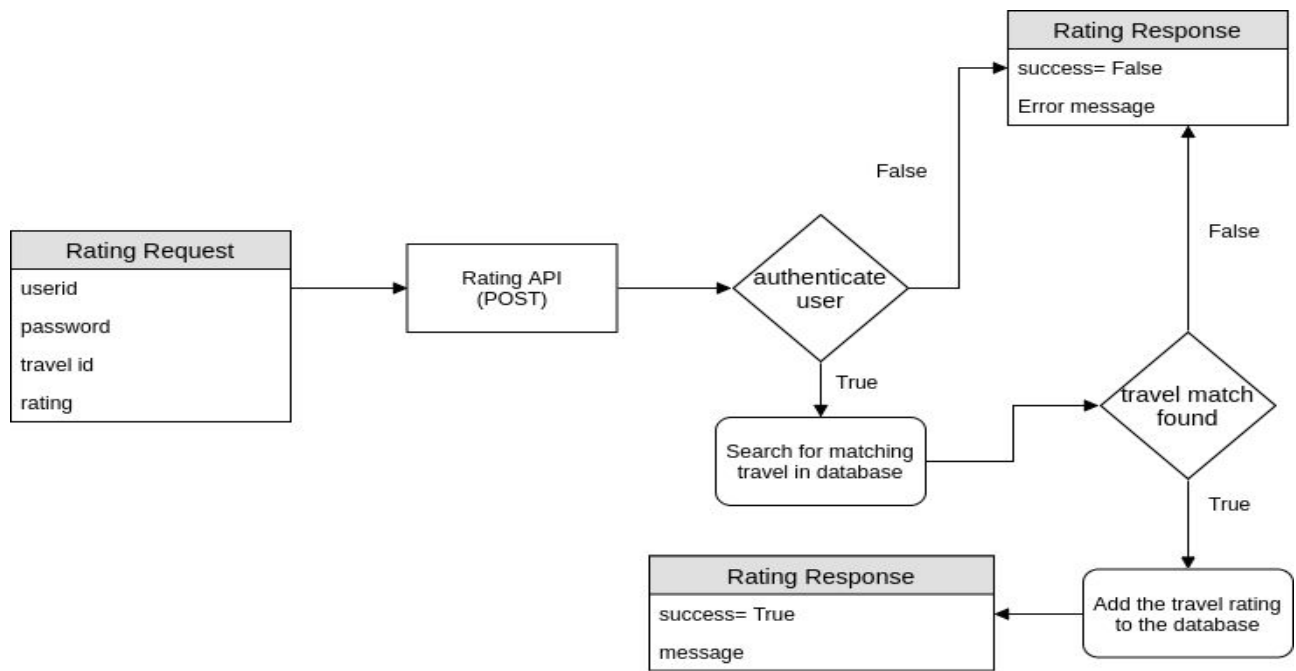 Rating Response
success= False
Error message
False
False
Rating Request
userid
password
travel id
rating
Rating API
(POST)
authenticate
user
True
travel match
found
Search for matching
travel in database
True
Rating Response
success= True
message
Add the travel rating
to the database